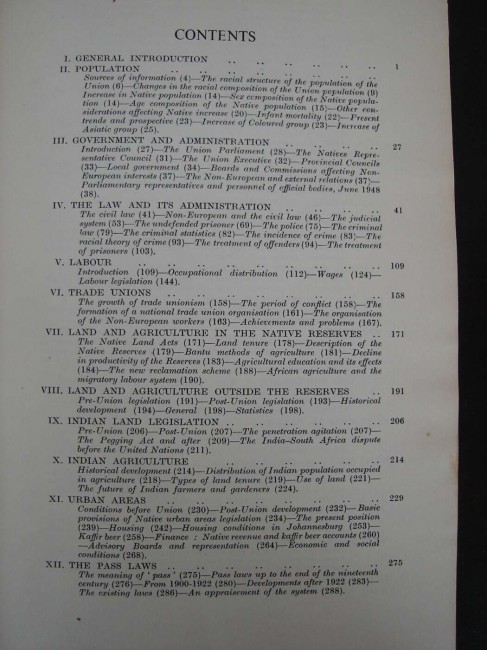 CONTENTS
I. GENERAL INTRODUCTION .. .. .. .. .. .. 1
II. POPULATION .. .. .. .. .. .. .. ..
Sources of information (4)—The racial structure of the population of the
Union (6)—Changes in the racial composition of the Union population (9)
Increase in Native population (14)—Sex composition of the Native popula-
tion (14)—Age composition of the Native population (15)—Other con-
siderations affecting Native increase (20)—Infant mortality (22)—Present
trends and prospective (23)—Increase of Coloured group (23)—Increase of
Asiatic group (25).
III. GOVERNMENT AND ADMINISTRATION .. .. .. .. 27
Introduction (27)—The Union Parliament (28)—The Natives Repre-
sentative Council (31)—The Union Executive (32)—Provincial Councils
(33)—Local government (34)—Boards and Commissions affecting Non-
European interests (37)—The Non-European and external relations (37)—
Parliamentary representatives and personnel of official bodies, June 1948
(38).
IV. THE LAW AND ITS ADMINISTRATION .. .. .. .. 41
The civil law (41)—Non-European and the civil law (46)—The judicial
system (53)—The undefended prisoner (69)—The police (75)—The criminal
law (79)—The criminal statistics (82)—The incidence of crime (83)—The
racial theory of crime (93)—The treatment of offenders (94)—The treatment
of prisoners (103).
V. LABOUR .. .. .. .. .. .. .. .. 109
Introduction (109)—Occupational distribution (112)—Wages (124)—
Labour legislation (144).
VI. TRADE UNIONS .. .. .. .. .. .. .. 158
The growth of trade unionism (158)—The period of conflict (158)—The
formation of a national trade union organisation (161)—The organisation
of the Non-European workers (163)—Achievements and problems (167).
VII. LAND AND AGRICULTURE IN THE NATIVE RESERVES .. 171
The Native Land Acts (171)—Land tenure (178)—Description of the
Native Reserves (179)—Bantu methods of agriculture (181)—Decline
in productivity of the Reserves (183)—Agricultural education and its effects
(184)—The new reclamation scheme (188)—African agriculture and the
migratory labour system (190).
VIII. LAND AND AGRICULTURE OUTSIDE THE RESERVES .. 191
Pre-Union legislation (191)—Post-Union legislation (193)—Historical
development (194)—General (198)—Statistics (198).
IX. INDIAN LAND LEGISLATION .. .. .. .. .. 206
Pre-Union (206)—Post-Union (207)—The penetration agitation (207)—
The Pegging Act and after (209)—The India-South Africa dispute
before the United Nations (211).
X. INDIAN AGRICULTURE .. .. .. .. .. .. 214
Historical development (214)—Distribution of Indian population occupied
in agriculture (218)—Types of land tenure (219)—Use of land (221)—
The future of Indian farmers and gardeners (224).
XI. URBAN AREAS .. .. .. .. .. .. .. 229
Conditions before Union (230)—Post-Union development (232)—Basic
provisions of Native urban areas legislation (234)—The present position
(239)—Housing (242)—Housing conditions in Johannesburg (253)—
Kaffir beer (258)—Finance : Native revenue and kaffir beer accounts (260)
—Advisory Boards and representation (264)—Economic and social
conditions (268).
XII. THE PASS LAWS .. .. .. .. .. .. .. 275
The meaning of 'pass' (275)—Pass laws up to the end of the nineteenth
century (276)—From 1900-1922 (280)—Developments after 1922 (283)—
The existing laws (286)—An appraisement of the system (288).